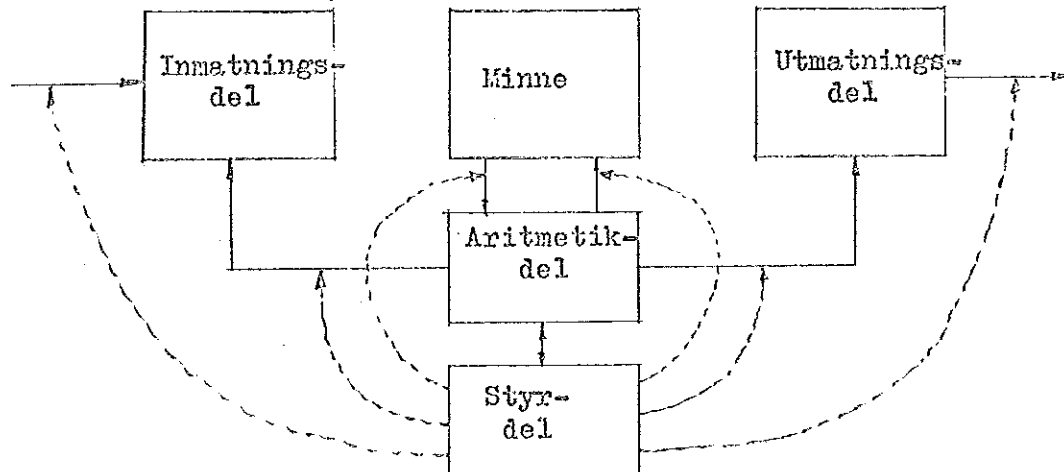 Inmatnings-
del
Minne
Utmatnings-
del
Aritmetik-
del
Styr-
del